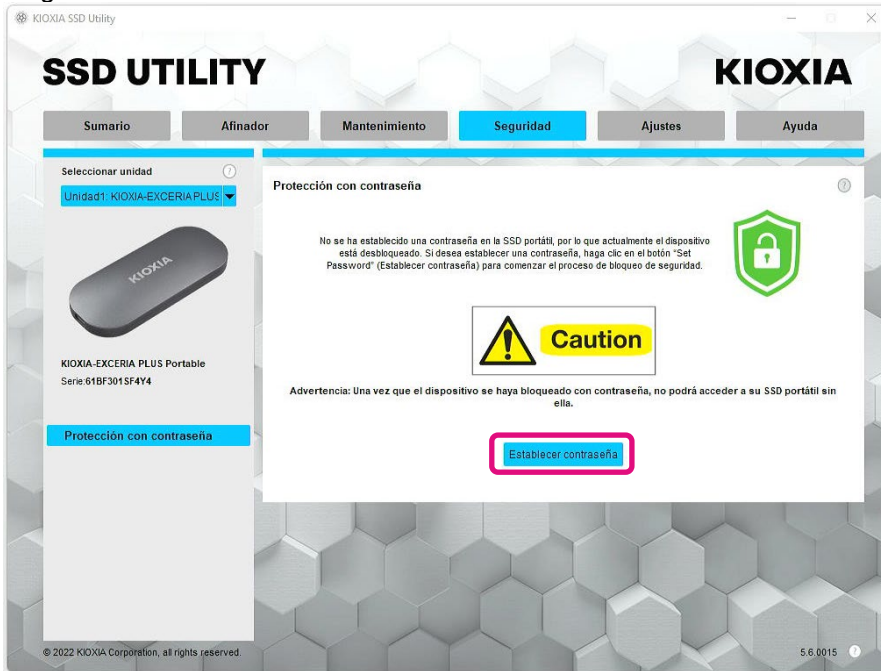 KIOXIA SSD Utility
SSD UTILITY
KIOXIA
Sumario
Afinador
Mantenimiento
Seguridad
Ajustes
Ayuda
Seleccionar unidad
?
Unidad1: KIOXIA-EXCERIA PLUS
KIOXIA
KIOXIA-EXCERIA PLUS Portable
Serie:61BF301SF4Y4
Protección con contraseña
Protección con contraseña
?
No se ha establecido una contraseña en la SSD portátil, por lo que actualmente el dispositivo
está desbloqueado. Si desea establecer una contraseña, haga clic en el botón “Set
Password” (Establecer contraseña) para comenzar el proceso de bloqueo de seguridad.
Caution
Advertencia: Una vez que el dispositivo se haya bloqueado con contraseña, no podrá acceder a su SSD portátil sin
ella.
Establecer contraseña
© 2022 KIOXIA Corporation, all rights reserved.
5.6.0015